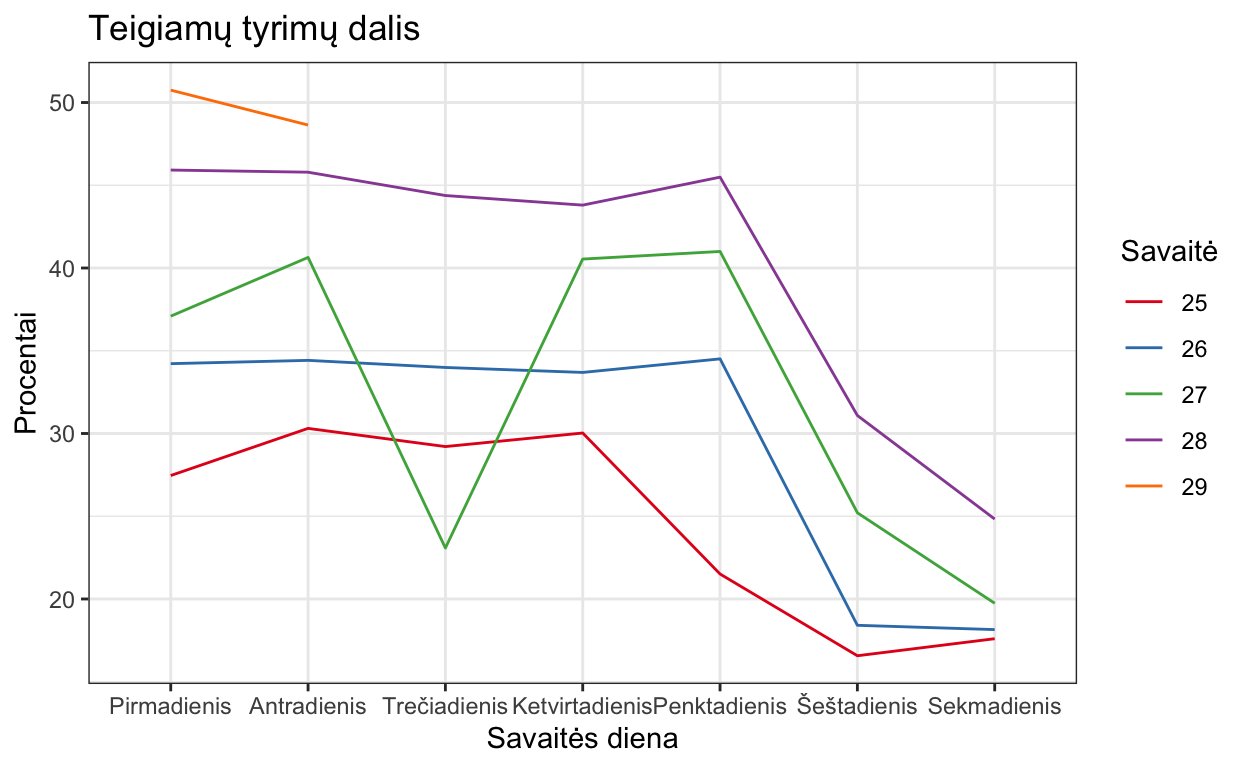 Teigiamų tyrimų dalis
Procentai
50
40
30
20
Pirmadienis Antradienis Trečiadienis Ketvirtadienis Penktadienis Šeštadienis Sekmadienis
Savaitės diena
Savaitė
25
26
27
28
29